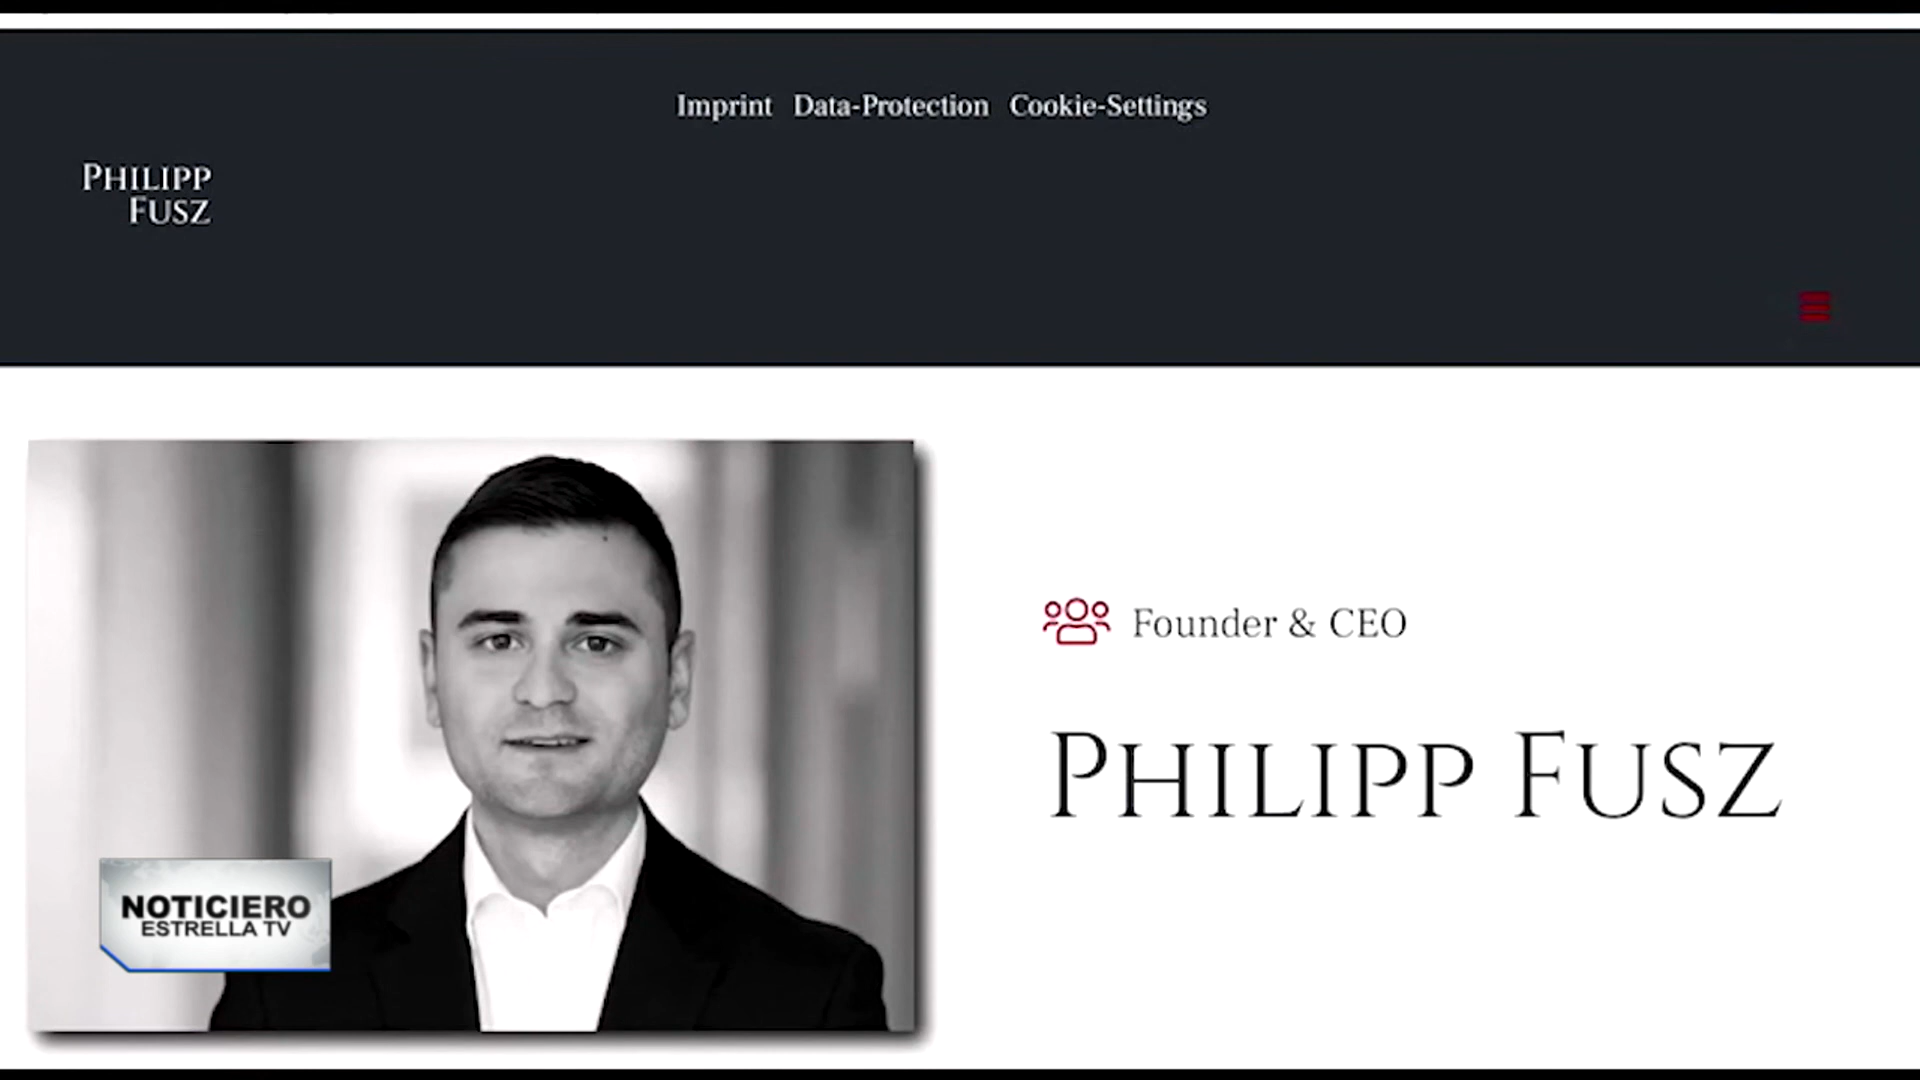 Imprint Data-Protection Cookie-Settings
PHILIPP
FUSZ
Founder & CEO
PHILIPP FUSZ
NOTICIERO
ESTRELLA TV